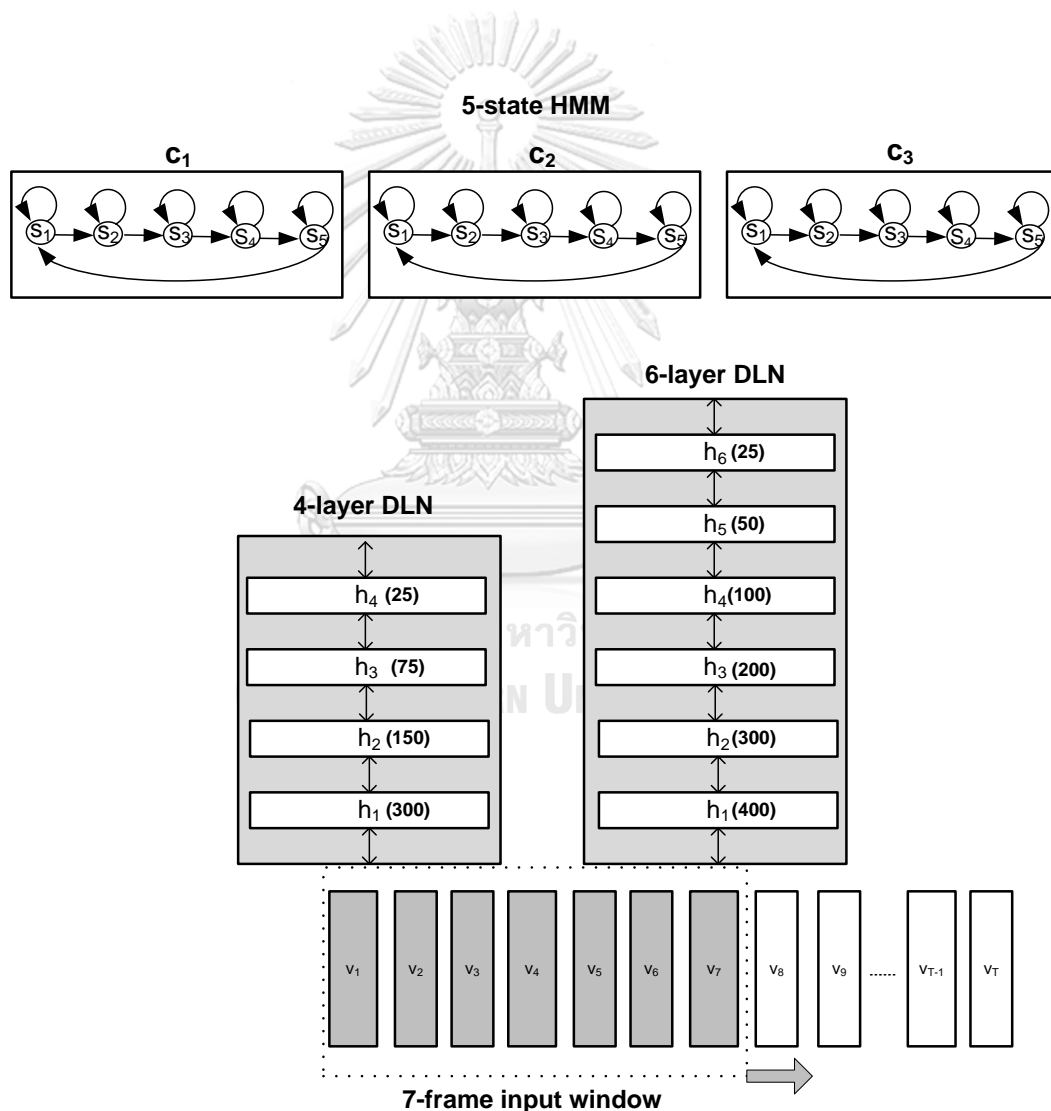 5-state HMM
c₁ c₂ c₃
S₁ S₂ S₃ S₄ S₅ S₁ S₂ S₃ S₄ S₅ S₁ S₂ S₃ S₄ S₅
6-layer DLN
h₆ (25)
h₅ (50)
h₄(100)
h₃ (200)
h₂ (300)
h₁ (400)
4-layer DLN
h₄ (25)
h₃ (75)
h₂ (150)
h₁ (300)
v₁ v₂ v₃ v₄ v₅ v₆ v₇ v₈ v₉ ...... vT-1 vT
7-frame input window